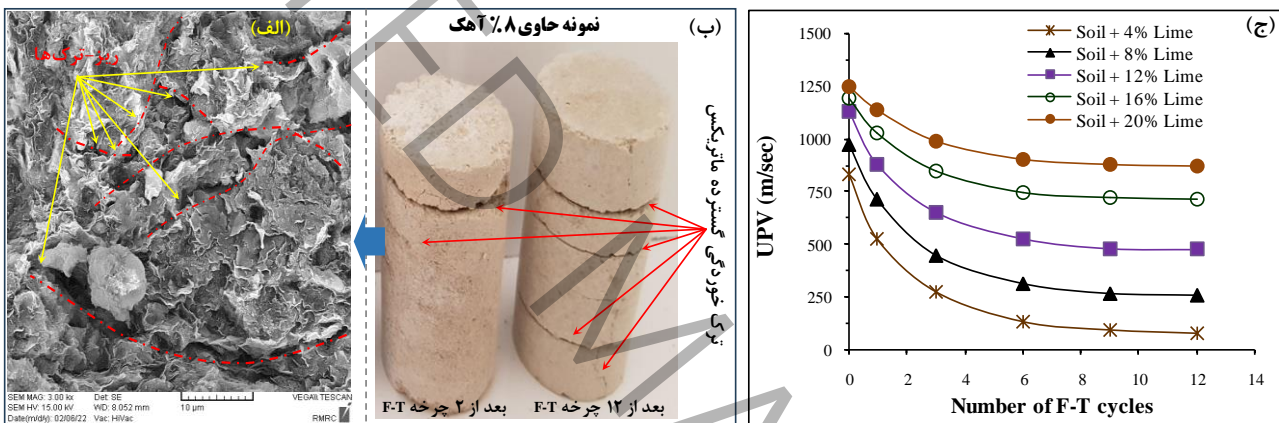 (الف)
ریز-ترک‌ها
SEM MAG: 3.00 kx Det: SE VEGA\\ TESCAN
SEM HV: 15.00 kV WD: 8.052 mm 10 µm
Date(m/d/y): 02/06/22 Vac: HiVac RMRC
(ب)
نمونه حاوی ۸٪ آهک
ترک خوردگی گسترده ماتریکس
بعد از ۲ چرخه F-T
بعد از ۱۲ چرخه F-T
(ج)
Soil + 4% Lime
Soil + 8% Lime
Soil + 12% Lime
Soil + 16% Lime
Soil + 20% Lime
UPV (m/sec)
1500
1250
1000
750
500
250
0
0 2 4 6 8 10 12 14
Number of F-T cycles